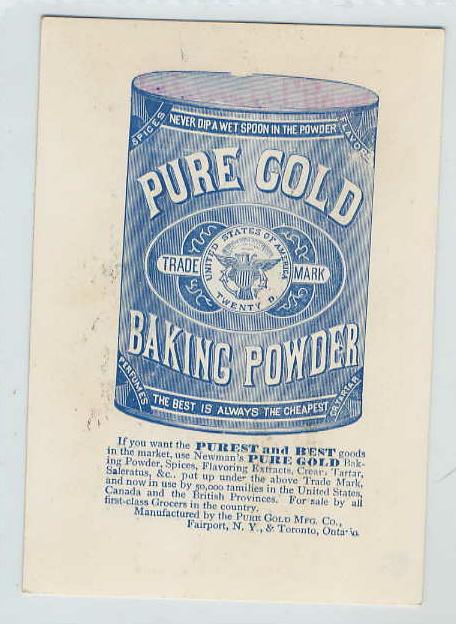 NEVER DIP A WET SPOON IN THE POWDER
SPICES
FLAVOR
PURE GOLD
UNITED STATES OF AMERICA
TRADE MARK
TWENTY D
BAKING POWDER
PERFUMES
THE BEST IS ALWAYS THE CHEAPEST
If you want the PUREST and BEST goods
in the market, use Newman's PURE GOLD Bak-
ing Powder, Spices, Flavoring Extracts, Cream Tartar,
Saleratus, &c., put up under the above Trade Mark,
and now in use by 50,000 families in the United States,
Canada and the British Provinces. For sale by all
first-class Grocers in the country.
Manufactured by the PURE GOLD MFG. CO.,
Fairport, N. Y., & Toronto, Ontario.